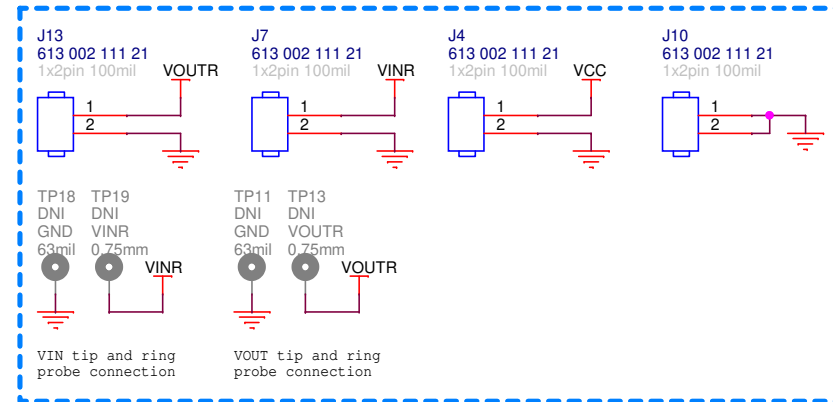 J13
613 002 111 21
1x2pin 100mil
VOUTR
1
2
J7
613 002 111 21
1x2pin 100mil
VINR
1
2
J4
613 002 111 21
1x2pin 100mil
VCC
1
2
J10
613 002 111 21
1x2pin 100mil
1
2
TP18
DNI
GND
63mil
TP19
DNI
VINR
0.75mm
VINR
TP11
DNI
GND
63mil
TP13
DNI
VOUTR
0.75mm
VOUTR
VIN tip and ring
probe connection
VOUT tip and ring
probe connection